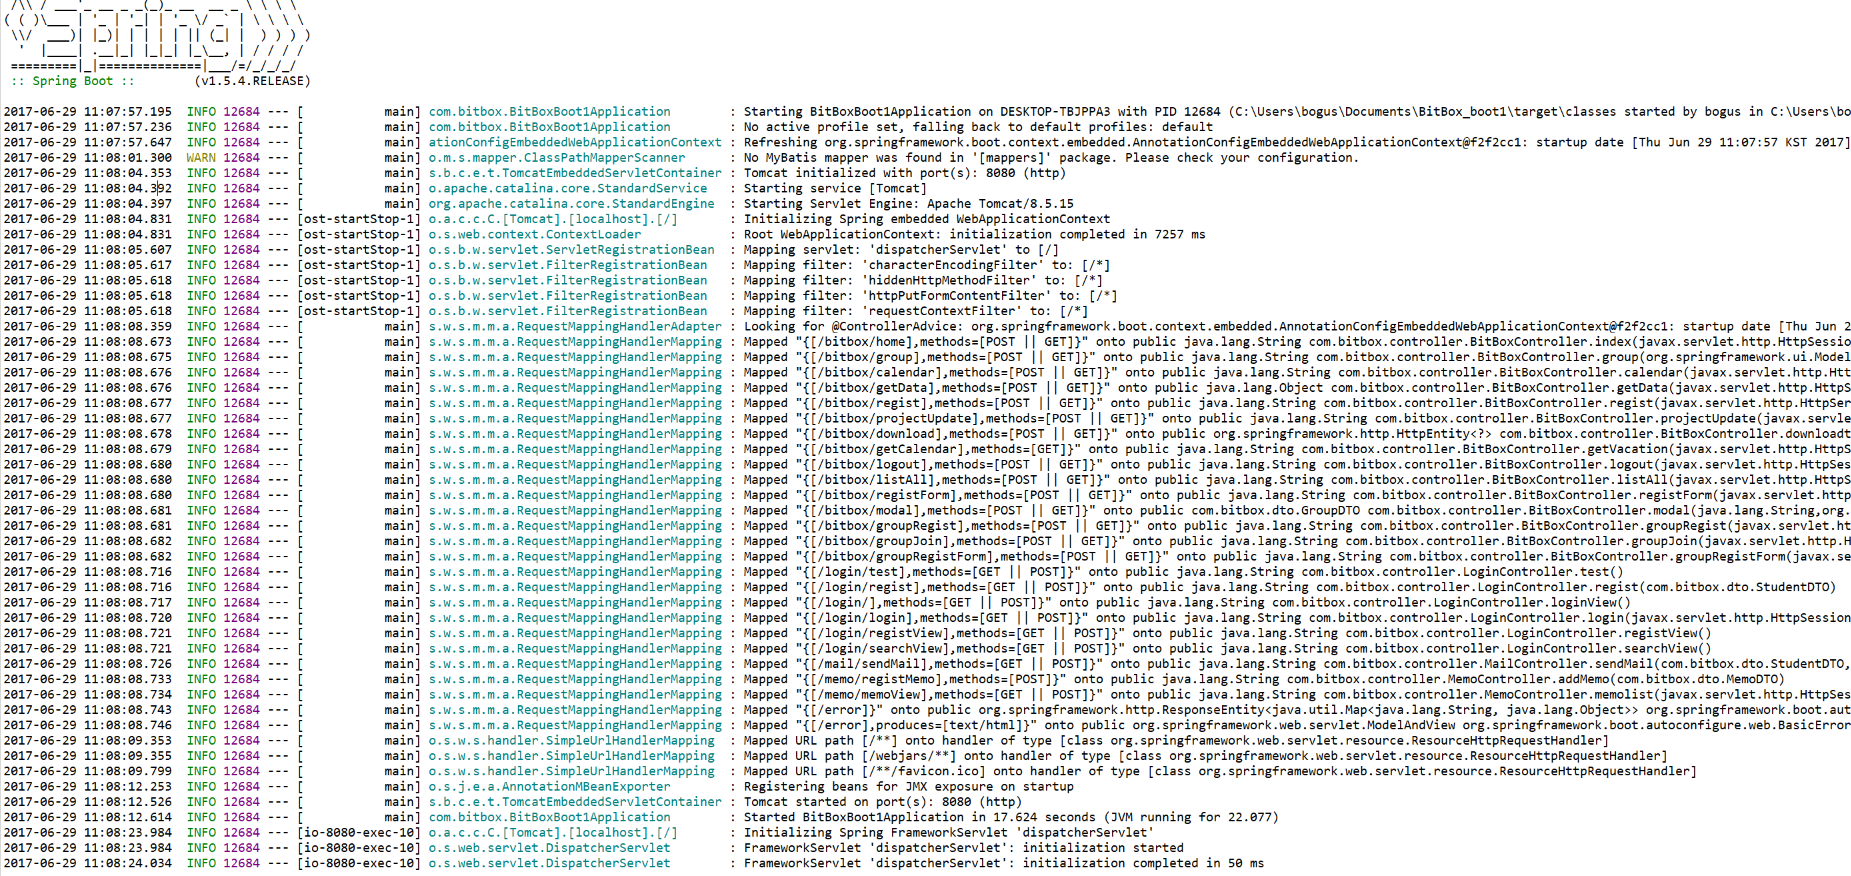 :: Spring Boot ::        (v1.5.4.RELEASE)
2017-06-29 11:07:57.195  INFO 12684 --- [           main] com.bitbox.BitBoxBoot1Application        : Starting BitBoxBoot1Application on DESKTOP-TBJPPA3 with PID 12684 (C:\Users\bogus\Documents\BitBox_boot1\target\classes started by bogus in C:\Users\bo
2017-06-29 11:07:57.236  INFO 12684 --- [           main] com.bitbox.BitBoxBoot1Application        : No active profile set, falling back to default profiles: default
2017-06-29 11:07:57.647  INFO 12684 --- [           main] ationConfigEmbeddedWebApplicationContext : Refreshing org.springframework.boot.context.embedded.AnnotationConfigEmbeddedWebApplicationContext@f2f2cc1: startup date [Thu Jun 29 11:07:57 KST 2017]
2017-06-29 11:08:01.300  WARN 12684 --- [           main] o.m.s.mapper.ClassPathMapperScanner      : No MyBatis mapper was found in '[mappers]' package. Please check your configuration.
2017-06-29 11:08:04.353  INFO 12684 --- [           main] s.b.c.e.t.TomcatEmbeddedServletContainer : Tomcat initialized with port(s): 8080 (http)
2017-06-29 11:08:04.392  INFO 12684 --- [           main] o.apache.catalina.core.StandardService   : Starting service [Tomcat]
2017-06-29 11:08:04.397  INFO 12684 --- [           main] org.apache.catalina.core.StandardEngine  : Starting Servlet Engine: Apache Tomcat/8.5.15
2017-06-29 11:08:04.831  INFO 12684 --- [ost-startStop-1] o.a.c.c.C.[Tomcat].[localhost].[/]       : Initializing Spring embedded WebApplicationContext
2017-06-29 11:08:04.831  INFO 12684 --- [ost-startStop-1] o.s.web.context.ContextLoader            : Root WebApplicationContext: initialization completed in 7257 ms
2017-06-29 11:08:05.607  INFO 12684 --- [ost-startStop-1] o.s.b.w.servlet.ServletRegistrationBean  : Mapping servlet: 'dispatcherServlet' to [/]
2017-06-29 11:08:05.617  INFO 12684 --- [ost-startStop-1] o.s.b.w.servlet.FilterRegistrationBean   : Mapping filter: 'characterEncodingFilter' to: [/*]
2017-06-29 11:08:05.618  INFO 12684 --- [ost-startStop-1] o.s.b.w.servlet.FilterRegistrationBean   : Mapping filter: 'hiddenHttpMethodFilter' to: [/*]
2017-06-29 11:08:05.618  INFO 12684 --- [ost-startStop-1] o.s.b.w.servlet.FilterRegistrationBean   : Mapping filter: 'httpPutFormContentFilter' to: [/*]
2017-06-29 11:08:05.618  INFO 12684 --- [ost-startStop-1] o.s.b.w.servlet.FilterRegistrationBean   : Mapping filter: 'requestContextFilter' to: [/*]
2017-06-29 11:08:08.359  INFO 12684 --- [           main] s.w.s.m.m.a.RequestMappingHandlerAdapter : Looking for @ControllerAdvice: org.springframework.boot.context.embedded.AnnotationConfigEmbeddedWebApplicationContext@f2f2cc1: startup date [Thu Jun 2
2017-06-29 11:08:08.673  INFO 12684 --- [           main] s.w.s.m.m.a.RequestMappingHandlerMapping : Mapped "{[/bitbox/home],methods=[POST || GET]}" onto public java.lang.String com.bitbox.controller.BitBoxController.index(javax.servlet.http.HttpSessio
2017-06-29 11:08:08.675  INFO 12684 --- [           main] s.w.s.m.m.a.RequestMappingHandlerMapping : Mapped "{[/bitbox/group],methods=[POST || GET]}" onto public java.lang.String com.bitbox.controller.BitBoxController.group(org.springframework.ui.Model
2017-06-29 11:08:08.676  INFO 12684 --- [           main] s.w.s.m.m.a.RequestMappingHandlerMapping : Mapped "{[/bitbox/calendar],methods=[POST || GET]}" onto public java.lang.String com.bitbox.controller.BitBoxController.calendar(javax.servlet.http.Htt
2017-06-29 11:08:08.676  INFO 12684 --- [           main] s.w.s.m.m.a.RequestMappingHandlerMapping : Mapped "{[/bitbox/getData],methods=[POST || GET]}" onto public java.lang.Object com.bitbox.controller.BitBoxController.getData(javax.servlet.http.HttpS
2017-06-29 11:08:08.677  INFO 12684 --- [           main] s.w.s.m.m.a.RequestMappingHandlerMapping : Mapped "{[/bitbox/regist],methods=[POST || GET]}" onto public java.lang.String com.bitbox.controller.BitBoxController.regist(javax.servlet.http.HttpSer
2017-06-29 11:08:08.677  INFO 12684 --- [           main] s.w.s.m.m.a.RequestMappingHandlerMapping : Mapped "{[/bitbox/projectUpdate],methods=[POST || GET]}" onto public java.lang.String com.bitbox.controller.BitBoxController.projectUpdate(javax.servle
2017-06-29 11:08:08.678  INFO 12684 --- [           main] s.w.s.m.m.a.RequestMappingHandlerMapping : Mapped "{[/bitbox/download],methods=[POST || GET]}" onto public org.springframework.http.HttpEntity<?> com.bitbox.controller.BitBoxController.downloadt
2017-06-29 11:08:08.679  INFO 12684 --- [           main] s.w.s.m.m.a.RequestMappingHandlerMapping : Mapped "{[/bitbox/getCalendar],methods=[GET]}" onto public java.lang.String com.bitbox.controller.BitBoxController.getVacation(javax.servlet.http.HttpS
2017-06-29 11:08:08.680  INFO 12684 --- [           main] s.w.s.m.m.a.RequestMappingHandlerMapping : Mapped "{[/bitbox/logout],methods=[POST || GET]}" onto public java.lang.String com.bitbox.controller.BitBoxController.logout(javax.servlet.http.HttpSes
2017-06-29 11:08:08.680  INFO 12684 --- [           main] s.w.s.m.m.a.RequestMappingHandlerMapping : Mapped "{[/bitbox/listAll],methods=[POST || GET]}" onto public java.lang.String com.bitbox.controller.BitBoxController.listAll(javax.servlet.http.HttpS
2017-06-29 11:08:08.680  INFO 12684 --- [           main] s.w.s.m.m.a.RequestMappingHandlerMapping : Mapped "{[/bitbox/registForm],methods=[POST || GET]}" onto public java.lang.String com.bitbox.controller.BitBoxController.registForm(javax.servlet.http
2017-06-29 11:08:08.681  INFO 12684 --- [           main] s.w.s.m.m.a.RequestMappingHandlerMapping : Mapped "{[/bitbox/modal],methods=[POST || GET]}" onto public com.bitbox.dto.GroupDTO com.bitbox.controller.BitBoxController.modal(java.lang.String,org.
2017-06-29 11:08:08.681  INFO 12684 --- [           main] s.w.s.m.m.a.RequestMappingHandlerMapping : Mapped "{[/bitbox/groupRegist],methods=[POST || GET]}" onto public java.lang.String com.bitbox.controller.BitBoxController.groupRegist(javax.servlet.ht
2017-06-29 11:08:08.682  INFO 12684 --- [           main] s.w.s.m.m.a.RequestMappingHandlerMapping : Mapped "{[/bitbox/groupJoin],methods=[POST || GET]}" onto public java.lang.String com.bitbox.controller.BitBoxController.groupJoin(javax.servlet.http.H
2017-06-29 11:08:08.682  INFO 12684 --- [           main] s.w.s.m.m.a.RequestMappingHandlerMapping : Mapped "{[/bitbox/groupRegistForm],methods=[POST || GET]}" onto public java.lang.String com.bitbox.controller.BitBoxController.groupRegistForm(javax.se
2017-06-29 11:08:08.716  INFO 12684 --- [           main] s.w.s.m.m.a.RequestMappingHandlerMapping : Mapped "{[/login/test],methods=[GET || POST]}" onto public java.lang.String com.bitbox.controller.LoginController.test()
2017-06-29 11:08:08.716  INFO 12684 --- [           main] s.w.s.m.m.a.RequestMappingHandlerMapping : Mapped "{[/login/regist],methods=[GET || POST]}" onto public java.lang.String com.bitbox.controller.LoginController.regist(com.bitbox.dto.StudentDTO)
2017-06-29 11:08:08.717  INFO 12684 --- [           main] s.w.s.m.m.a.RequestMappingHandlerMapping : Mapped "{[/login/],methods=[GET || POST]}" onto public java.lang.String com.bitbox.controller.LoginController.loginView()
2017-06-29 11:08:08.720  INFO 12684 --- [           main] s.w.s.m.m.a.RequestMappingHandlerMapping : Mapped "{[/login/login],methods=[GET || POST]}" onto public java.lang.String com.bitbox.controller.LoginController.login(javax.servlet.http.HttpSession
2017-06-29 11:08:08.721  INFO 12684 --- [           main] s.w.s.m.m.a.RequestMappingHandlerMapping : Mapped "{[/login/registView],methods=[GET || POST]}" onto public java.lang.String com.bitbox.controller.LoginController.registView()
2017-06-29 11:08:08.721  INFO 12684 --- [           main] s.w.s.m.m.a.RequestMappingHandlerMapping : Mapped "{[/login/searchView],methods=[GET || POST]}" onto public java.lang.String com.bitbox.controller.LoginController.searchView()
2017-06-29 11:08:08.726  INFO 12684 --- [           main] s.w.s.m.m.a.RequestMappingHandlerMapping : Mapped "{[/mail/sendMail],methods=[GET || POST]}" onto public java.lang.String com.bitbox.controller.MailController.sendMail(com.bitbox.dto.StudentDTO,
2017-06-29 11:08:08.733  INFO 12684 --- [           main] s.w.s.m.m.a.RequestMappingHandlerMapping : Mapped "{[/memo/registMemo],methods=[POST]}" onto public java.lang.String com.bitbox.controller.MemoController.addMemo(com.bitbox.dto.MemoDTO)
2017-06-29 11:08:08.734  INFO 12684 --- [           main] s.w.s.m.m.a.RequestMappingHandlerMapping : Mapped "{[/memo/memoView],methods=[GET || POST]}" onto public java.lang.String com.bitbox.controller.MemoController.memolist(javax.servlet.http.HttpSes
2017-06-29 11:08:08.743  INFO 12684 --- [           main] s.w.s.m.m.a.RequestMappingHandlerMapping : Mapped "{[/error]}" onto public org.springframework.http.ResponseEntity<java.util.Map<java.lang.String, java.lang.Object>> org.springframework.boot.aut
2017-06-29 11:08:08.746  INFO 12684 --- [           main] s.w.s.m.m.a.RequestMappingHandlerMapping : Mapped "{[/error],produces=[text/html]}" onto public org.springframework.web.servlet.ModelAndView org.springframework.boot.autoconfigure.web.BasicError
2017-06-29 11:08:09.353  INFO 12684 --- [           main] o.s.w.s.handler.SimpleUrlHandlerMapping  : Mapped URL path [/**] onto handler of type [class org.springframework.web.servlet.resource.ResourceHttpRequestHandler]
2017-06-29 11:08:09.355  INFO 12684 --- [           main] o.s.w.s.handler.SimpleUrlHandlerMapping  : Mapped URL path [/webjars/**] onto handler of type [class org.springframework.web.servlet.resource.ResourceHttpRequestHandler]
2017-06-29 11:08:09.799  INFO 12684 --- [           main] o.s.w.s.handler.SimpleUrlHandlerMapping  : Mapped URL path [/**/favicon.ico] onto handler of type [class org.springframework.web.servlet.resource.ResourceHttpRequestHandler]
2017-06-29 11:08:12.253  INFO 12684 --- [           main] o.s.j.e.a.AnnotationMBeanExporter        : Registering beans for JMX exposure on startup
2017-06-29 11:08:12.526  INFO 12684 --- [           main] s.b.c.e.t.TomcatEmbeddedServletContainer : Tomcat started on port(s): 8080 (http)
2017-06-29 11:08:12.614  INFO 12684 --- [           main] com.bitbox.BitBoxBoot1Application        : Started BitBoxBoot1Application in 17.624 seconds (JVM running for 22.077)
2017-06-29 11:08:23.984  INFO 12684 --- [io-8080-exec-10] o.a.c.c.C.[Tomcat].[localhost].[/]       : Initializing Spring FrameworkServlet 'dispatcherServlet'
2017-06-29 11:08:23.984  INFO 12684 --- [io-8080-exec-10] o.s.web.servlet.DispatcherServlet        : FrameworkServlet 'dispatcherServlet': initialization started
2017-06-29 11:08:24.034  INFO 12684 --- [io-8080-exec-10] o.s.web.servlet.DispatcherServlet        : FrameworkServlet 'dispatcherServlet': initialization completed in 50 ms